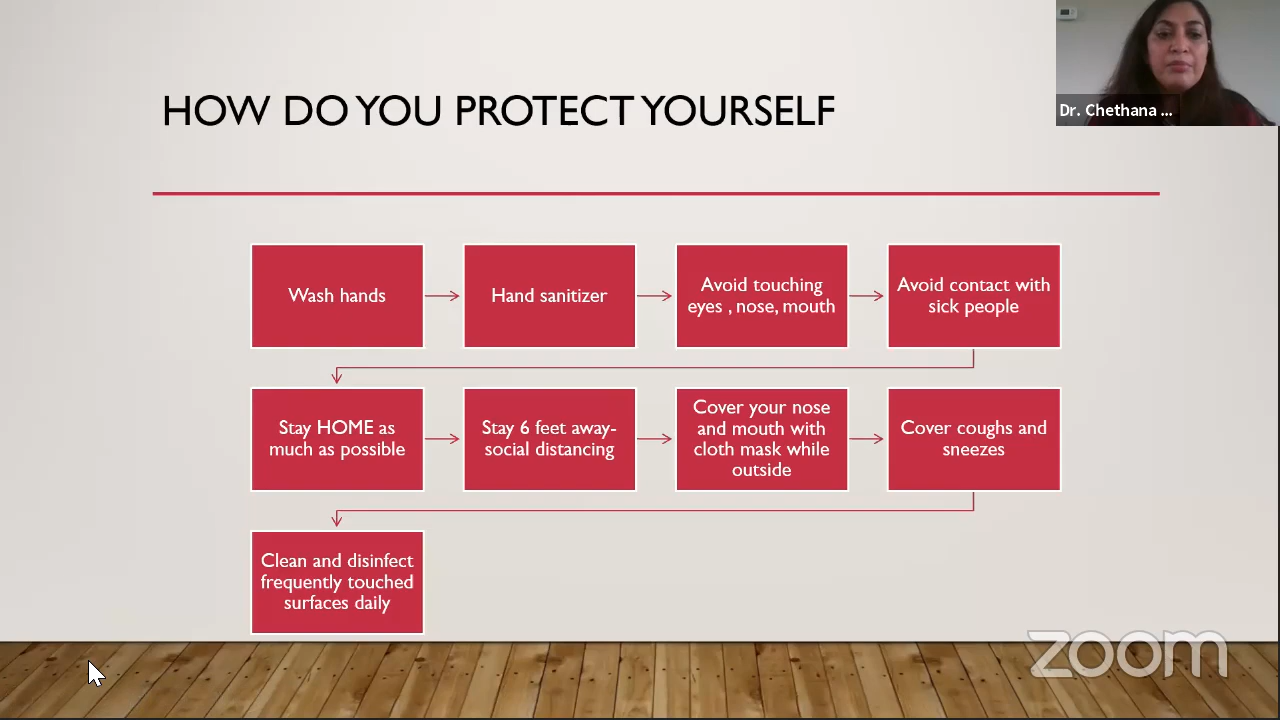 HOW DO YOU PROTECT YOURSELF
Dr. Chethana ...
Wash hands
Hand sanitizer
Avoid touching
eyes , nose, mouth
Avoid contact with
sick people
Stay HOME as
much as possible
Stay 6 feet away-
social distancing
Cover your nose
and mouth with
cloth mask while
outside
Cover coughs and
sneezes
Clean and disinfect
frequently touched
surfaces daily
zoom